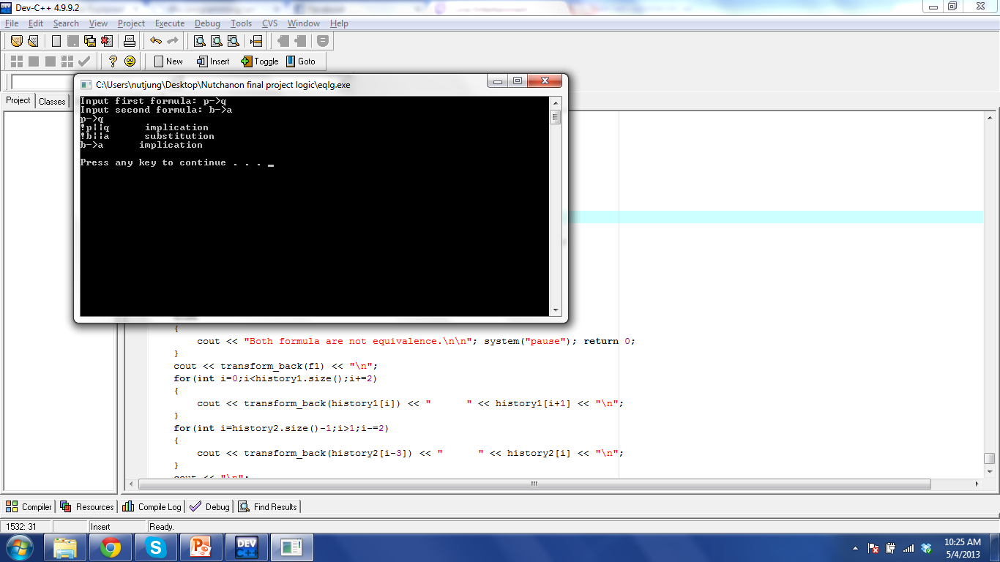 Dev-C++ 4.9.9.2
File Edit Search View Project Execute Debug Tools CVS Window Help
New Insert Toggle Goto
Project Classes
C:\Users\nutjung\Desktop\Nutchanon final project logic\eqlg.exe
Input first formula: p->q
Input second formula: b->a
p->q
!p||q      implication
!b||a      substitution
b->a      implication
Press any key to continue . . . _
{
cout << "Both formula are not equivalence.\n\n"; system("pause"); return 0;
}
cout << transform_back(f1) << "\n";
for(int i=0;i<history1.size();i+=2)
{
cout << transform_back(history1[i]) << "      " << history1[i+1] << "\n";
}
for(int i=history2.size()-1;i>1;i-=2)
{
cout << transform_back(history2[i-3]) << "      " << history2[i] << "\n";
}
cout << "\n";
Compiler Resources Compile Log Debug Find Results
1532: 31 Insert Ready.
DEV C++
10:25 AM
5/4/2013